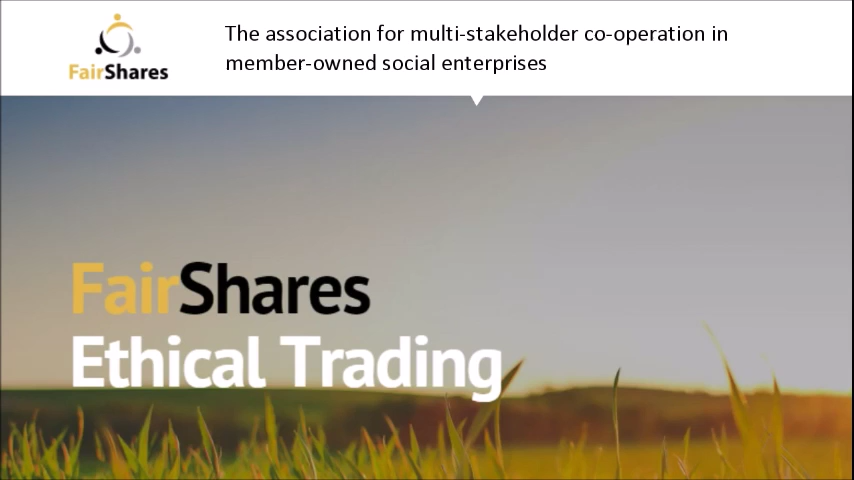 FairShares
The association for multi-stakeholder co-operation in
member-owned social enterprises
FairShares
Ethical Trading